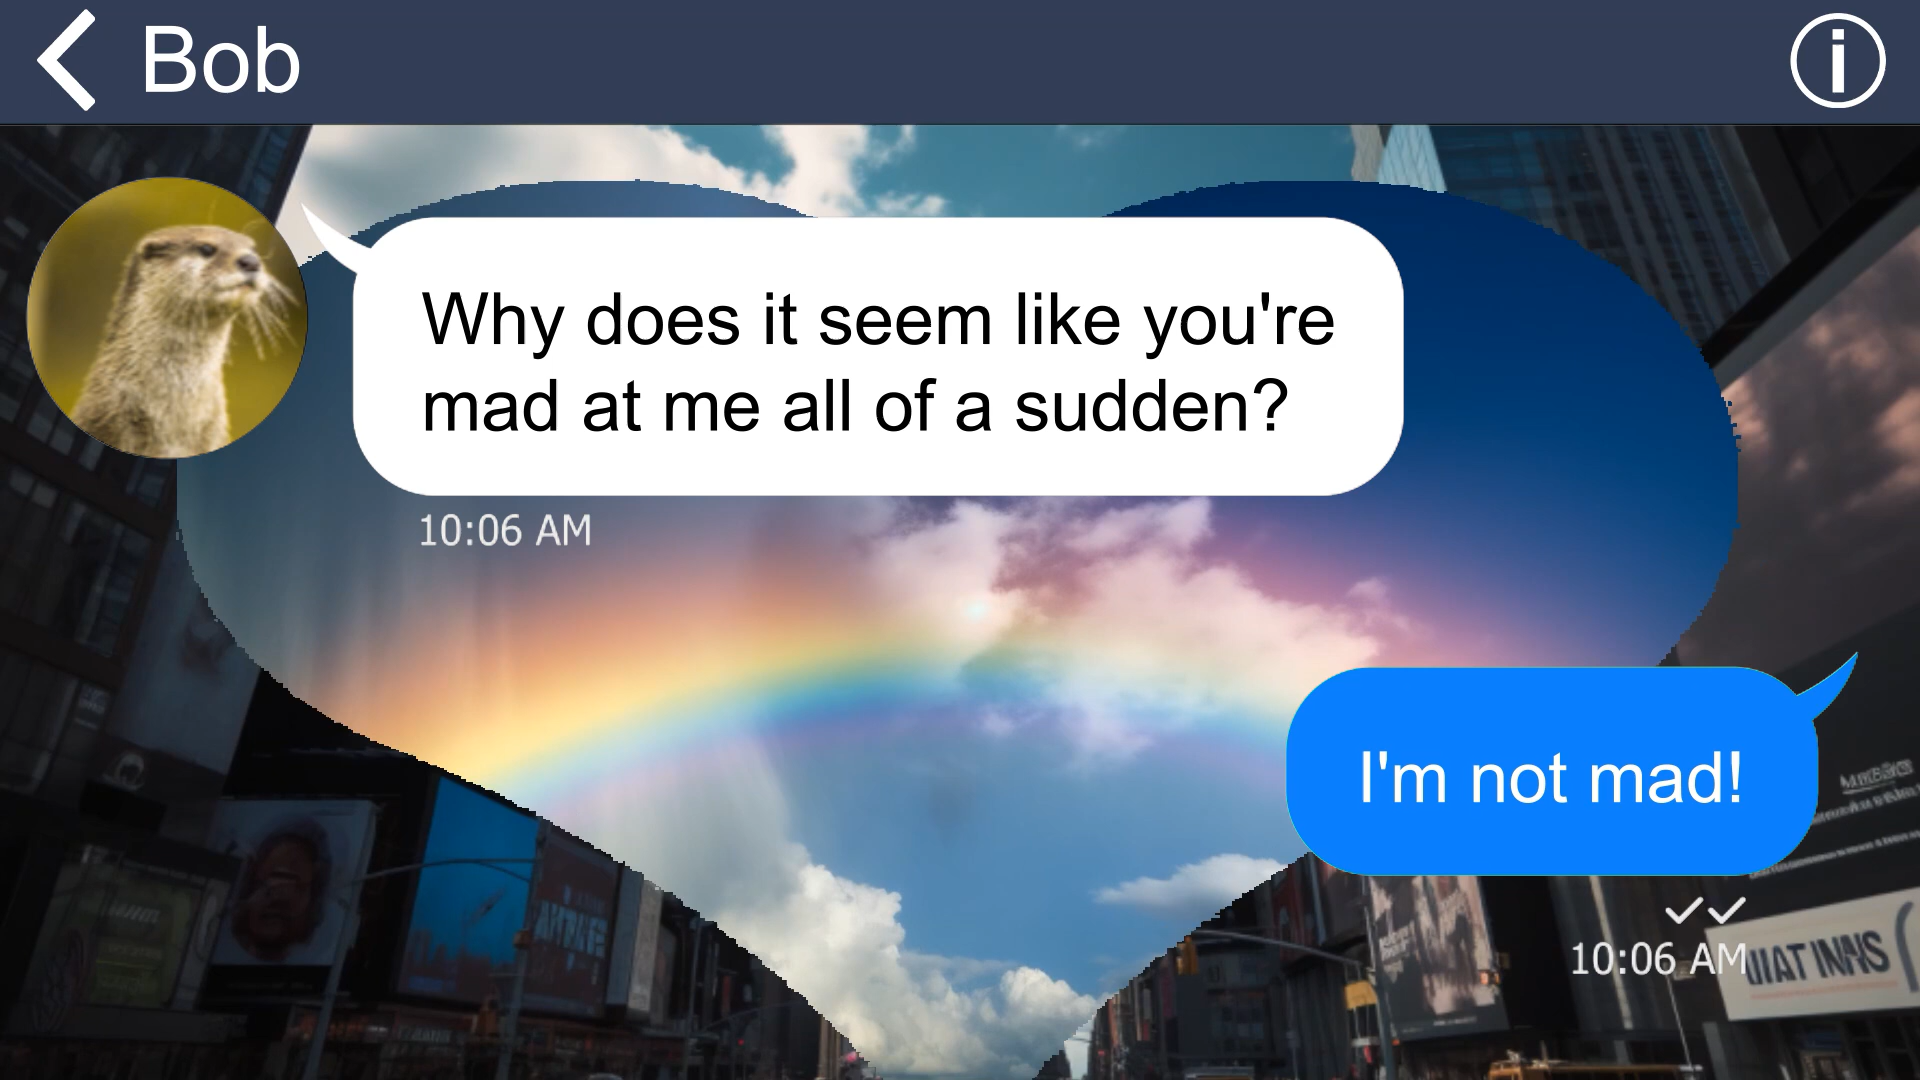 Bob
Why does it seem like you're
mad at me all of a sudden?
10:06 AM
I'm not mad!
10:06 AM